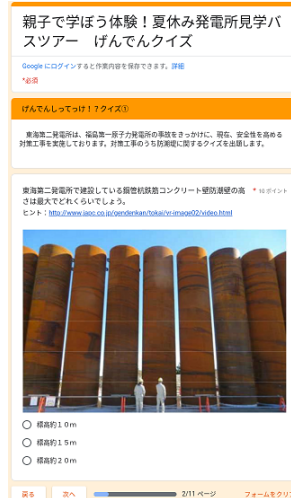 親子で学ぼう体験！夏休み発電所見学バ
スツアー　げんでんクイズ
Google にログインすると作業内容を保存できます。詳細
*必須
げんでんしってっけ！？クイズ①
東海第二発電所は、福島第一原子力発電所の事故をきっかけに、現在、安全性を高める
対策工事を実施しております。対策工事のうち防潮堤に関するクイズを出題します。
東海第二発電所で建設している鋼管杭鉄筋コンクリート壁防潮壁の高 * 10 ポイント
さは最大でどれくらいでしょう。
ヒント：http://www.japc.co.jp/gendenkan/tokai/vr-image02/video.html
標高約１０ｍ
標高約１５ｍ
標高約２０ｍ
戻る 次へ 2/11 ページ フォームをクリ